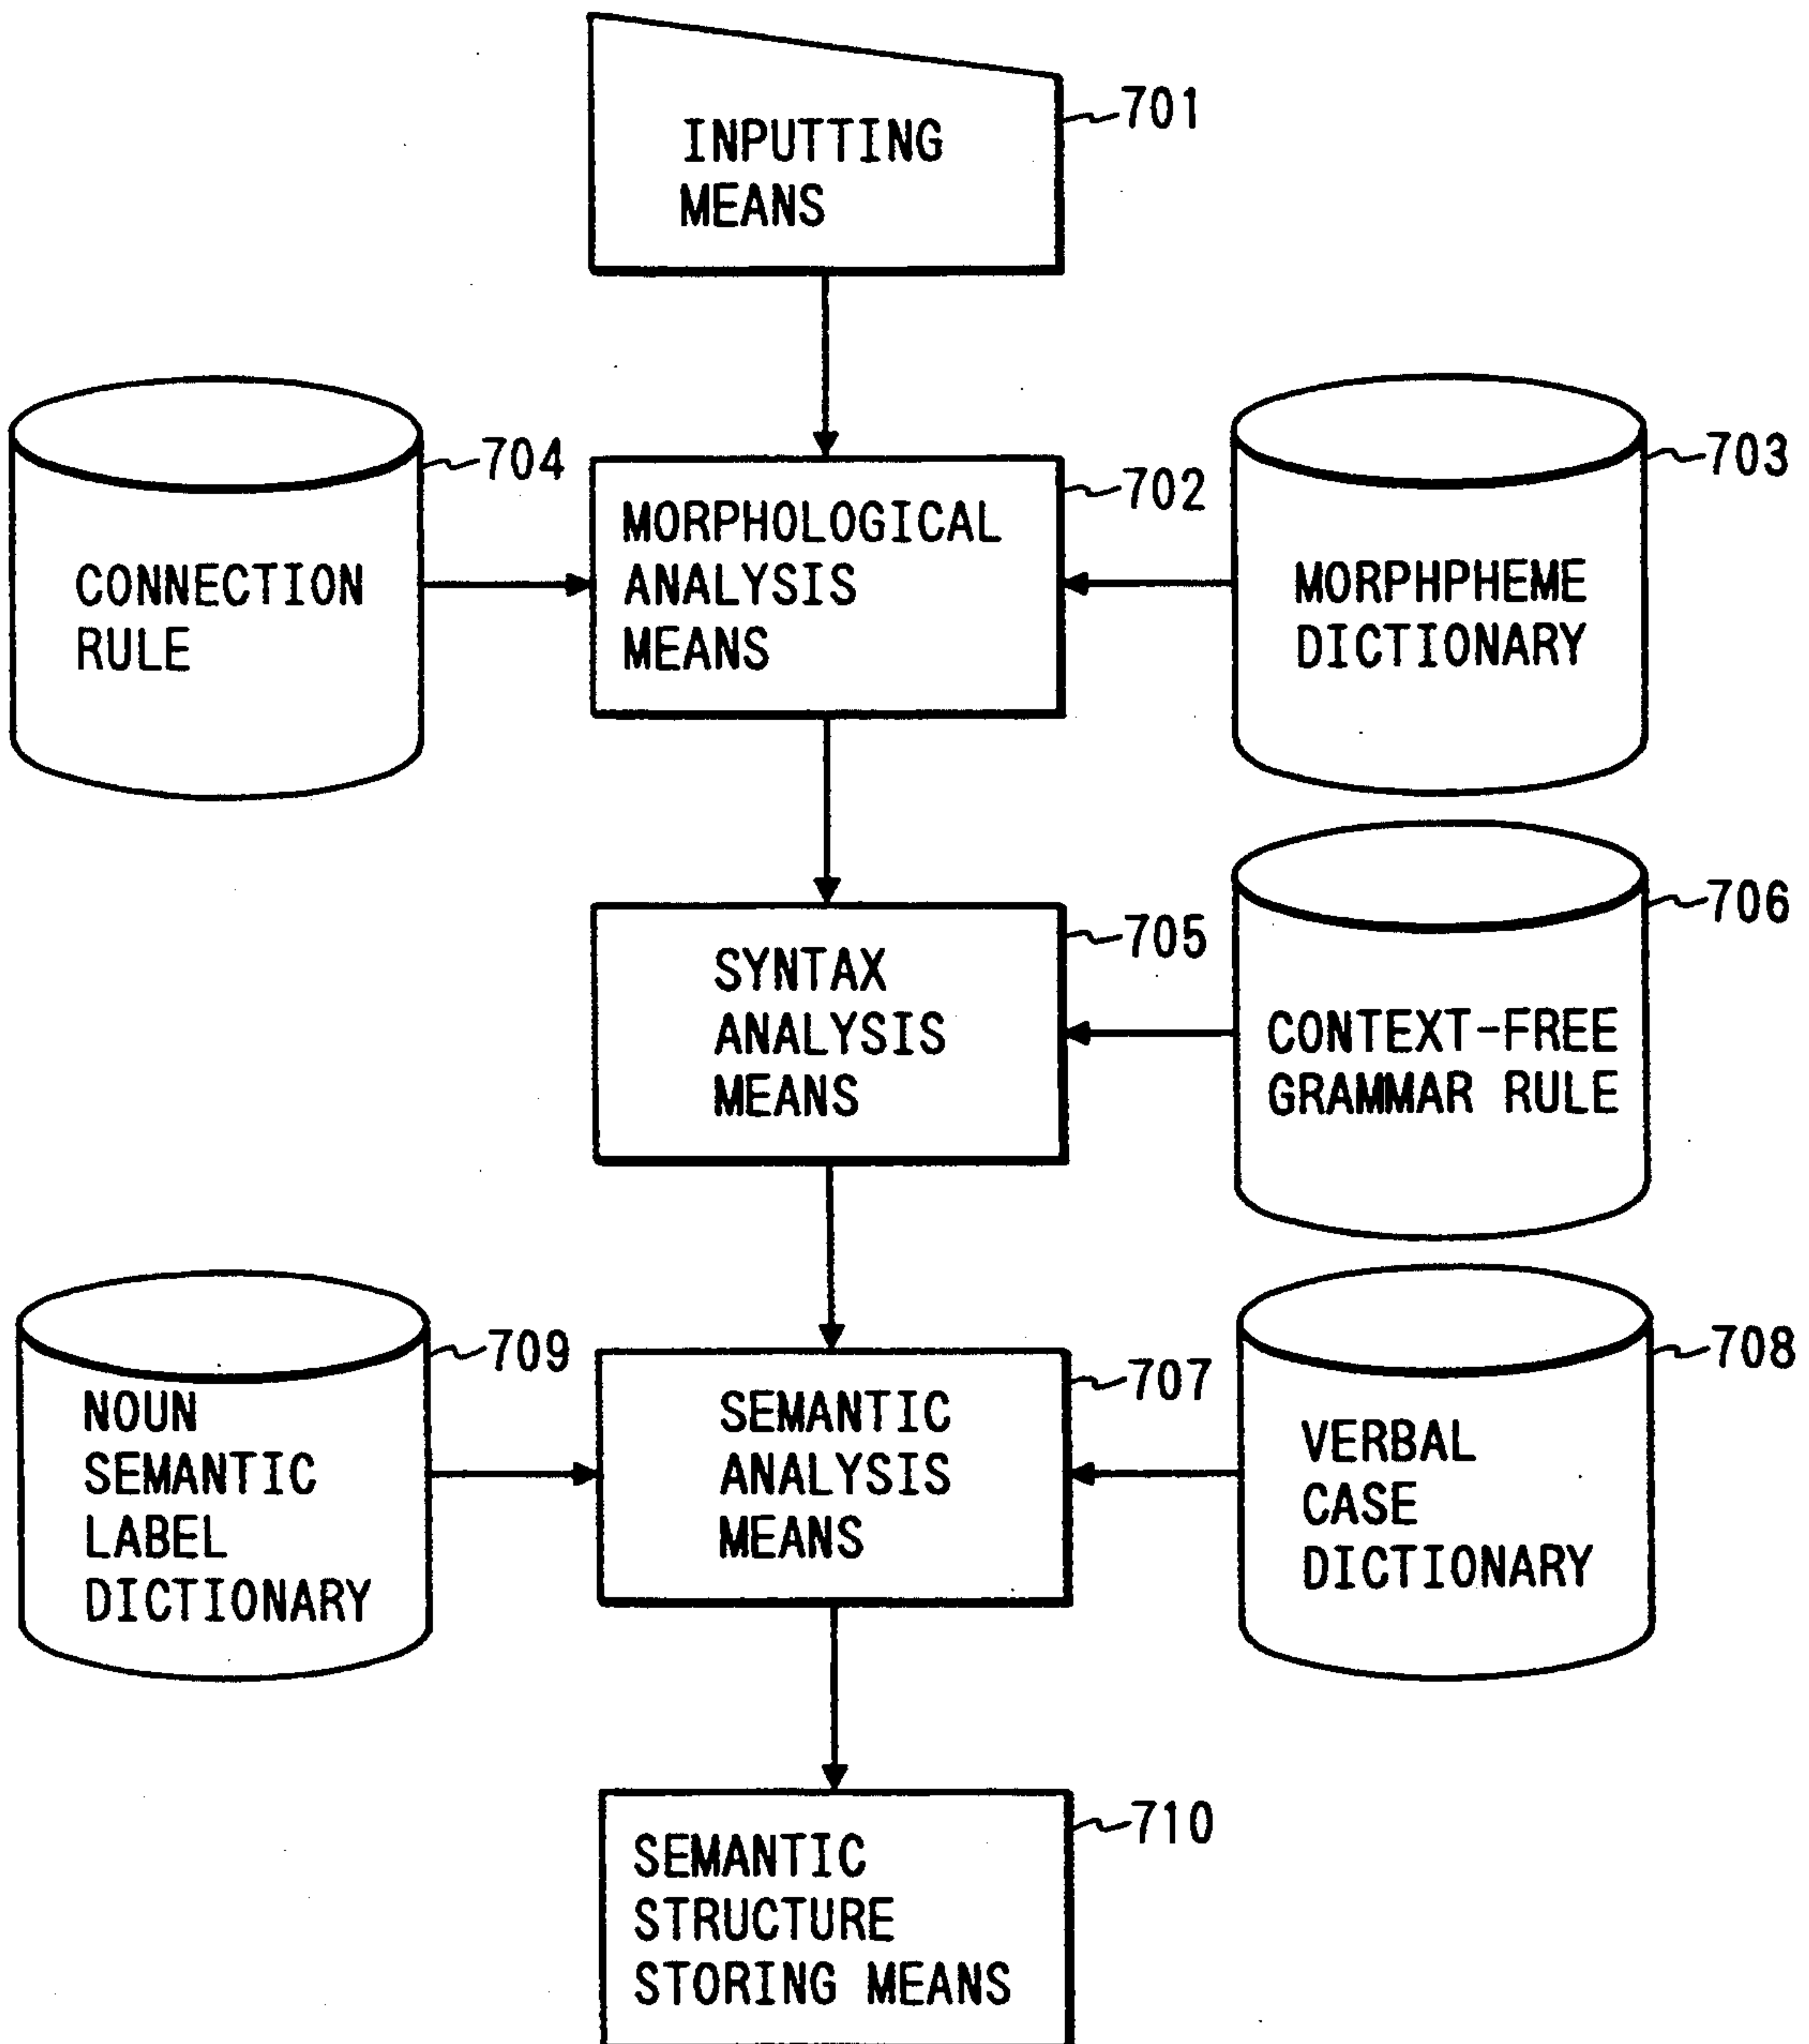 INPUTTING
MEANS
701
CONNECTION
RULE
704
MORPHOLOGICAL
ANALYSIS
MEANS
702
MORPHPHEME
DICTIONARY
703
SYNTAX
ANALYSIS
MEANS
705
CONTEXT-FREE
GRAMMAR RULE
706
NOUN
SEMANTIC
LABEL
DICTIONARY
709
SEMANTIC
ANALYSIS
MEANS
707
VERBAL
CASE
DICTIONARY
708
SEMANTIC
STRUCTURE
STORING MEANS
710